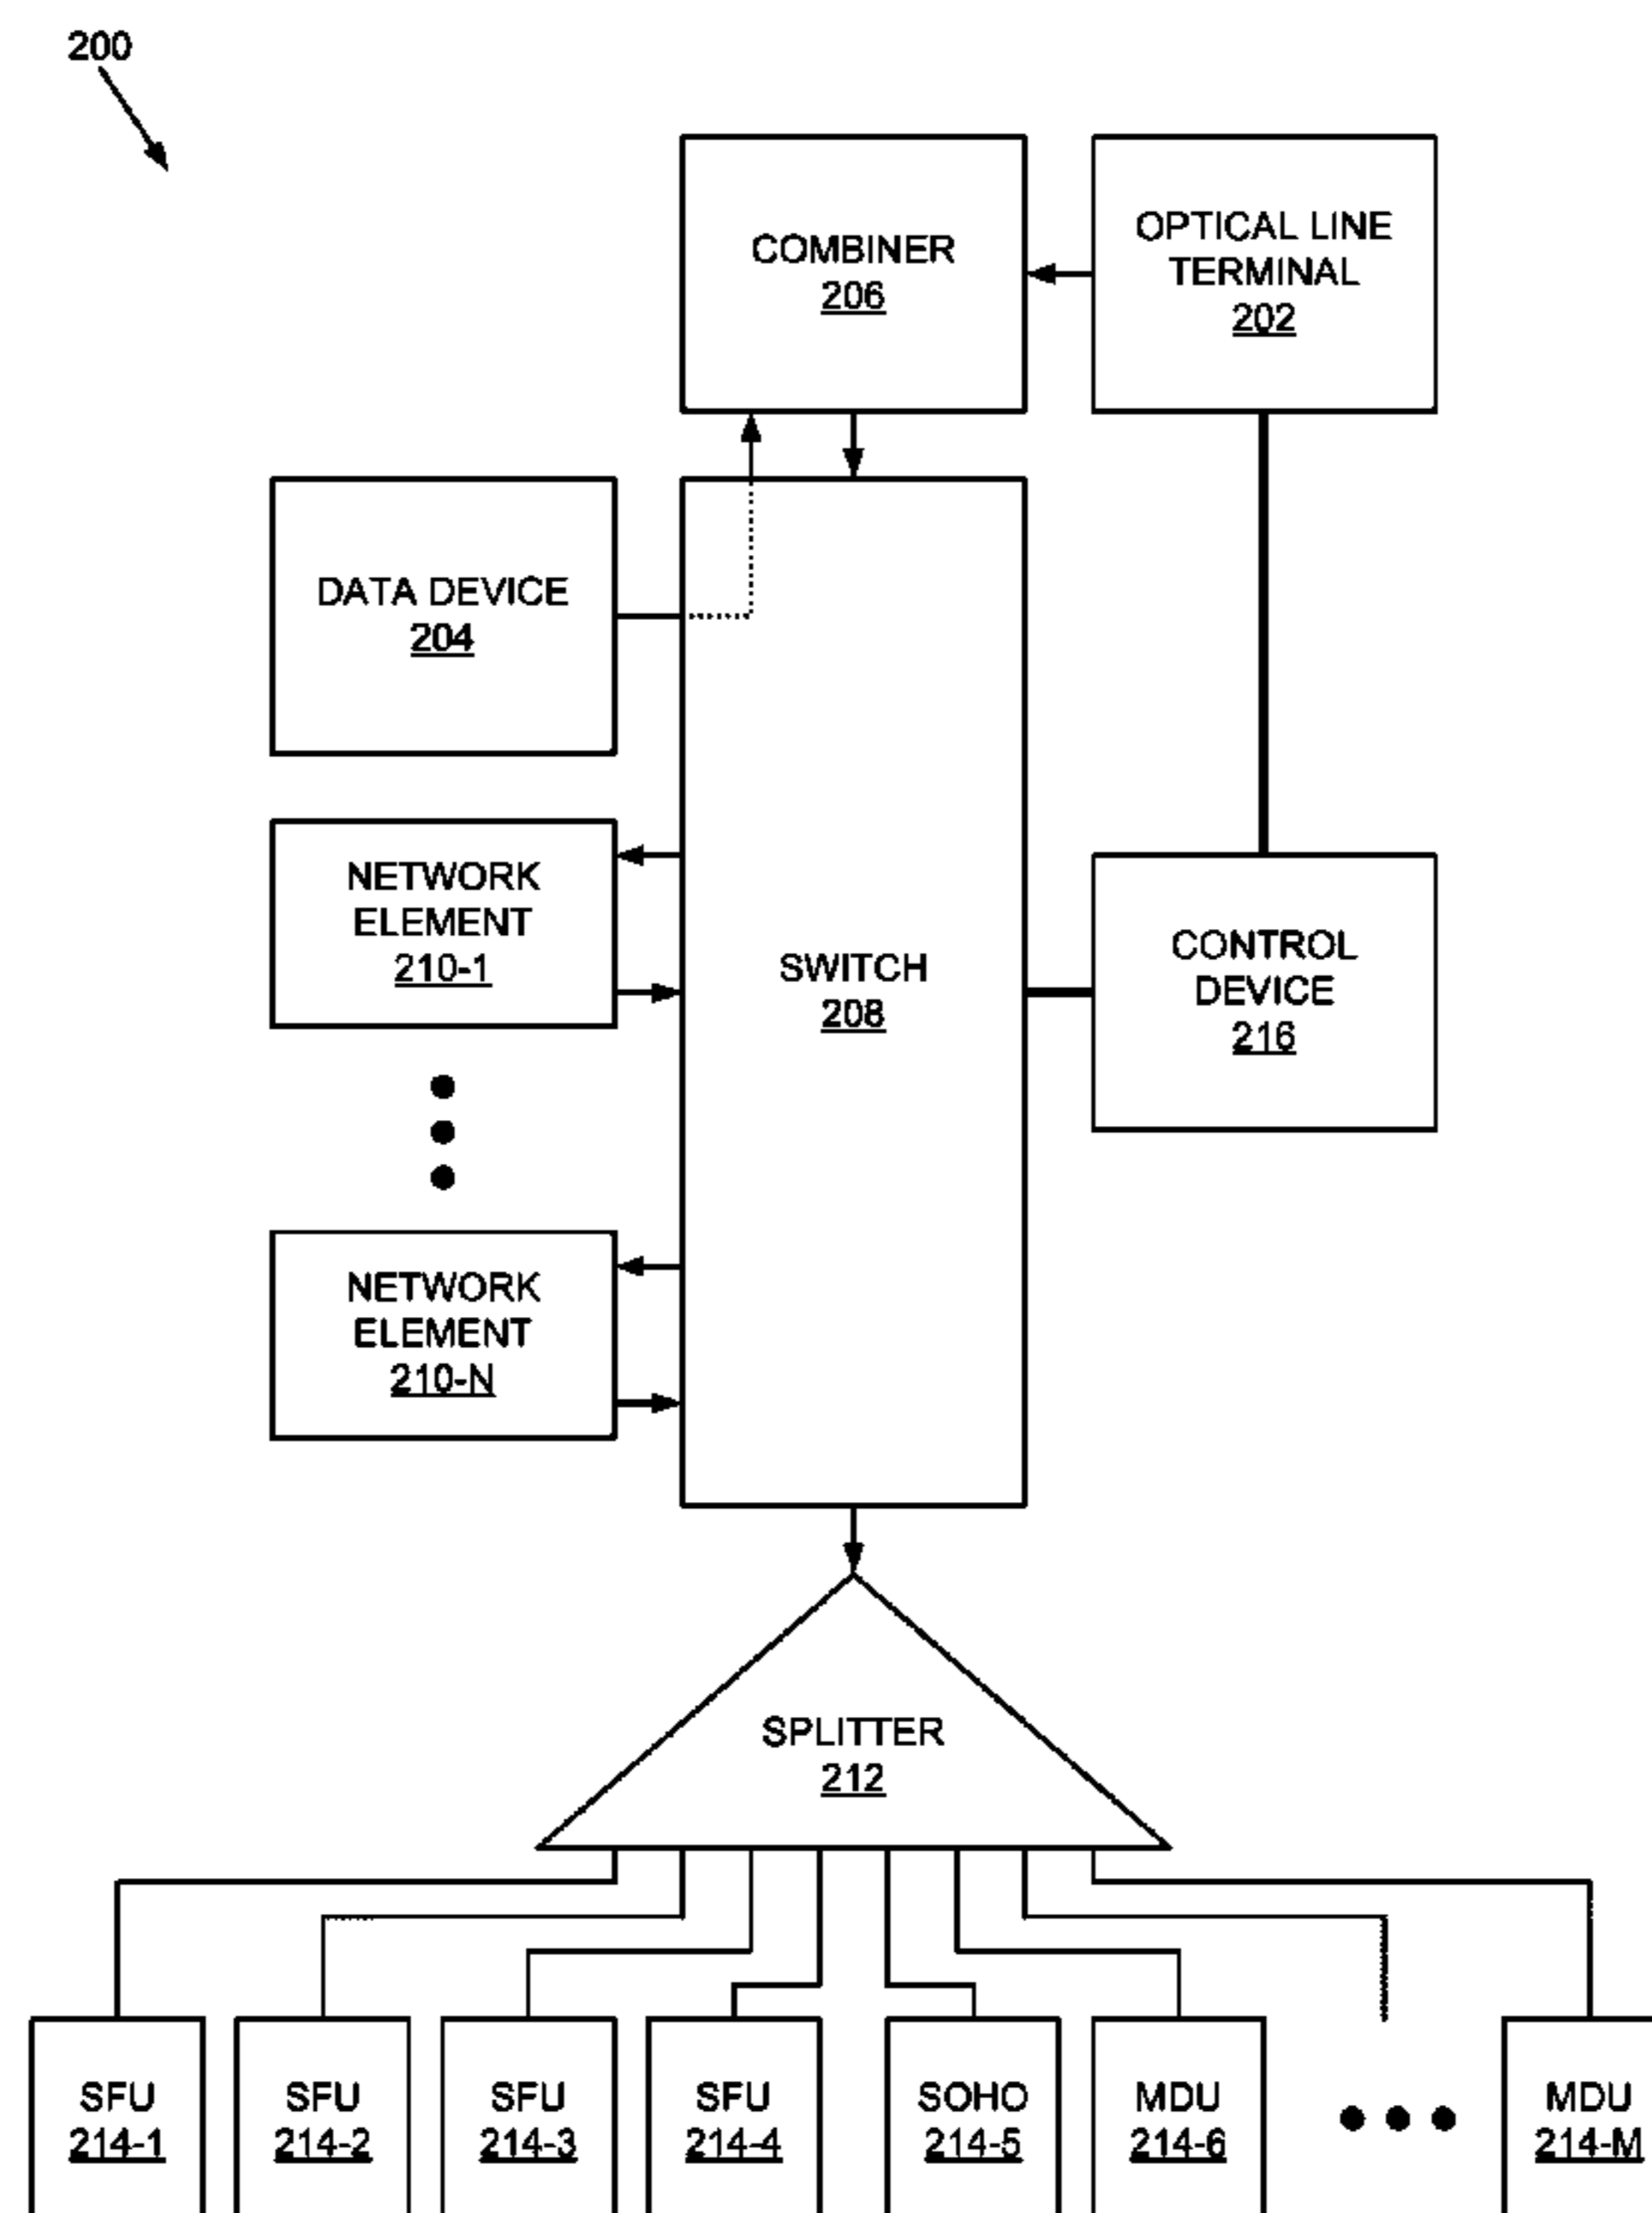 200
COMBINER
206
OPTICAL LINE
TERMINAL
202
DATA DEVICE
204
NETWORK
ELEMENT
210-1
SWITCH
208
CONTROL
DEVICE
216
NETWORK
ELEMENT
210-N
SPLITTER
212
SFU
214-1
SFU
214-2
SFU
214-3
SFU
214-4
SOHO
214-5
MDU
214-6
MDU
214-M